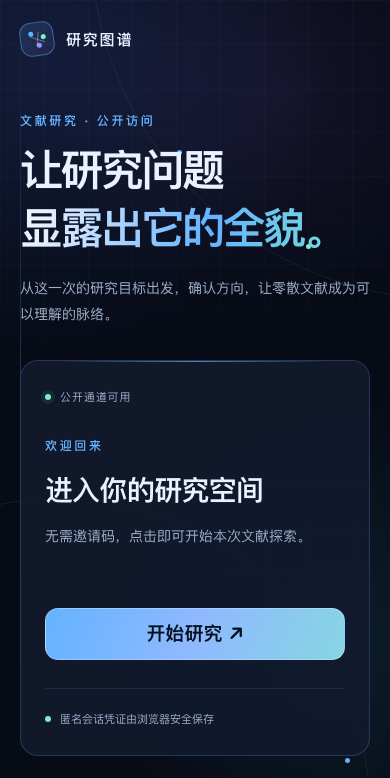 研究图谱
文献研究 · 公开访问
让研究问题
显露出它的全貌。
从这一次的研究目标出发，确认方向，让零散文献成为可
以理解的脉络。
公开通道可用
欢迎回来
进入你的研究空间
无需邀请码，点击即可开始本次文献探索。
开始研究 ↗
匿名会话凭证由浏览器安全保存